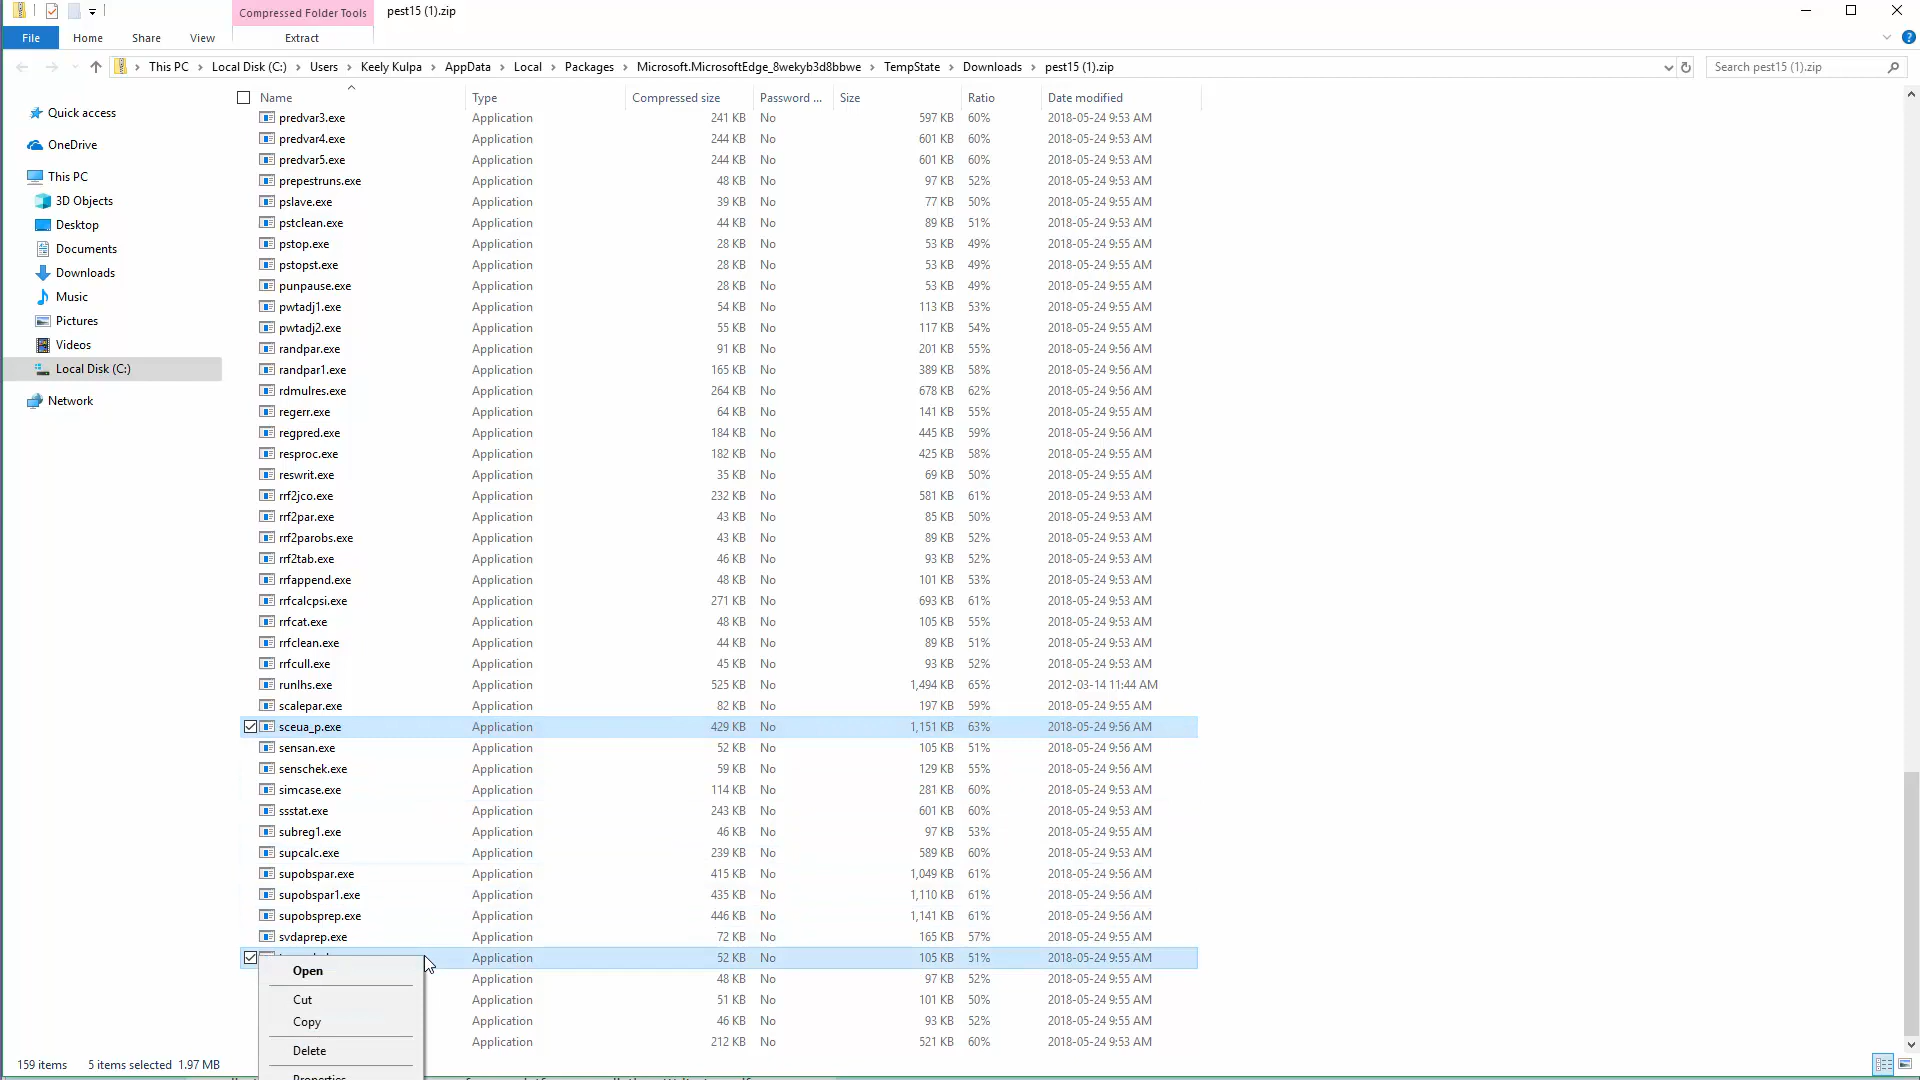 Compressed Folder Tools pest15 (1).zip
File Home Share View Extract
This PC Local Disk (C:) Users Keely Kulpa AppData Local Packages Microsoft.MicrosoftEdge_8wekyb3d8bbwe TempState Downloads pest15 (1).zip Search pest15 (1).zip
Quick access
OneDrive
This PC
3D Objects
Desktop
Documents
Downloads
Music
Pictures
Videos
Local Disk (C:)
Network
Name Type Compressed size Password ... Size Ratio Date modified
predvar3.exe Application 241 KB No 597 KB 60% 2018-05-24 9:53 AM
predvar4.exe Application 244 KB No 601 KB 60% 2018-05-24 9:53 AM
predvar5.exe Application 244 KB No 601 KB 60% 2018-05-24 9:53 AM
prepestruns.exe Application 48 KB No 97 KB 52% 2018-05-24 9:53 AM
pslave.exe Application 39 KB No 77 KB 50% 2018-05-24 9:55 AM
pstclean.exe Application 44 KB No 89 KB 51% 2018-05-24 9:53 AM
pstop.exe Application 28 KB No 53 KB 49% 2018-05-24 9:55 AM
pstopst.exe Application 28 KB No 53 KB 49% 2018-05-24 9:55 AM
punpause.exe Application 28 KB No 53 KB 49% 2018-05-24 9:55 AM
pwtadj1.exe Application 54 KB No 113 KB 53% 2018-05-24 9:55 AM
pwtadj2.exe Application 55 KB No 117 KB 54% 2018-05-24 9:55 AM
randpar.exe Application 91 KB No 201 KB 55% 2018-05-24 9:56 AM
randpar1.exe Application 165 KB No 389 KB 58% 2018-05-24 9:56 AM
rdmulres.exe Application 264 KB No 678 KB 62% 2018-05-24 9:55 AM
regerr.exe Application 64 KB No 141 KB 55% 2018-05-24 9:55 AM
regpred.exe Application 184 KB No 445 KB 59% 2018-05-24 9:56 AM
resproc.exe Application 182 KB No 425 KB 58% 2018-05-24 9:55 AM
reswrit.exe Application 35 KB No 69 KB 50% 2018-05-24 9:55 AM
rrf2jco.exe Application 232 KB No 581 KB 61% 2018-05-24 9:53 AM
rrf2par.exe Application 43 KB No 85 KB 50% 2018-05-24 9:53 AM
rrf2parobs.exe Application 43 KB No 89 KB 52% 2018-05-24 9:53 AM
rrf2tab.exe Application 46 KB No 93 KB 52% 2018-05-24 9:53 AM
rrfappend.exe Application 48 KB No 101 KB 53% 2018-05-24 9:53 AM
rrfcalcpsi.exe Application 271 KB No 693 KB 61% 2018-05-24 9:53 AM
rrfcat.exe Application 48 KB No 105 KB 55% 2018-05-24 9:53 AM
rrfclean.exe Application 44 KB No 89 KB 51% 2018-05-24 9:53 AM
rrfcull.exe Application 45 KB No 93 KB 52% 2018-05-24 9:53 AM
runlhs.exe Application 525 KB No 1,494 KB 65% 2012-03-14 11:44 AM
scalepar.exe Application 82 KB No 197 KB 59% 2018-05-24 9:55 AM
sceua_p.exe Application 429 KB No 1,151 KB 63% 2018-05-24 9:56 AM
sensan.exe Application 52 KB No 105 KB 51% 2018-05-24 9:56 AM
senschek.exe Application 59 KB No 129 KB 55% 2018-05-24 9:56 AM
simcase.exe Application 114 KB No 281 KB 60% 2018-05-24 9:55 AM
ssstat.exe Application 243 KB No 601 KB 60% 2018-05-24 9:53 AM
subreg1.exe Application 46 KB No 97 KB 53% 2018-05-24 9:55 AM
supcalc.exe Application 239 KB No 589 KB 60% 2018-05-24 9:53 AM
supobspar.exe Application 415 KB No 1,049 KB 61% 2018-05-24 9:56 AM
supobspar1.exe Application 435 KB No 1,110 KB 61% 2018-05-24 9:56 AM
supobsprep.exe Application 446 KB No 1,141 KB 61% 2018-05-24 9:56 AM
svdaprep.exe Application 72 KB No 165 KB 57% 2018-05-24 9:55 AM
Application 52 KB No 105 KB 51% 2018-05-24 9:55 AM
Application 48 KB No 97 KB 52% 2018-05-24 9:55 AM
Application 51 KB No 101 KB 50% 2018-05-24 9:55 AM
Application 46 KB No 93 KB 52% 2018-05-24 9:55 AM
Application 212 KB No 521 KB 60% 2018-05-24 9:53 AM
Open
Cut
Copy
Delete
Properties
159 items 5 items selected 1.97 MB